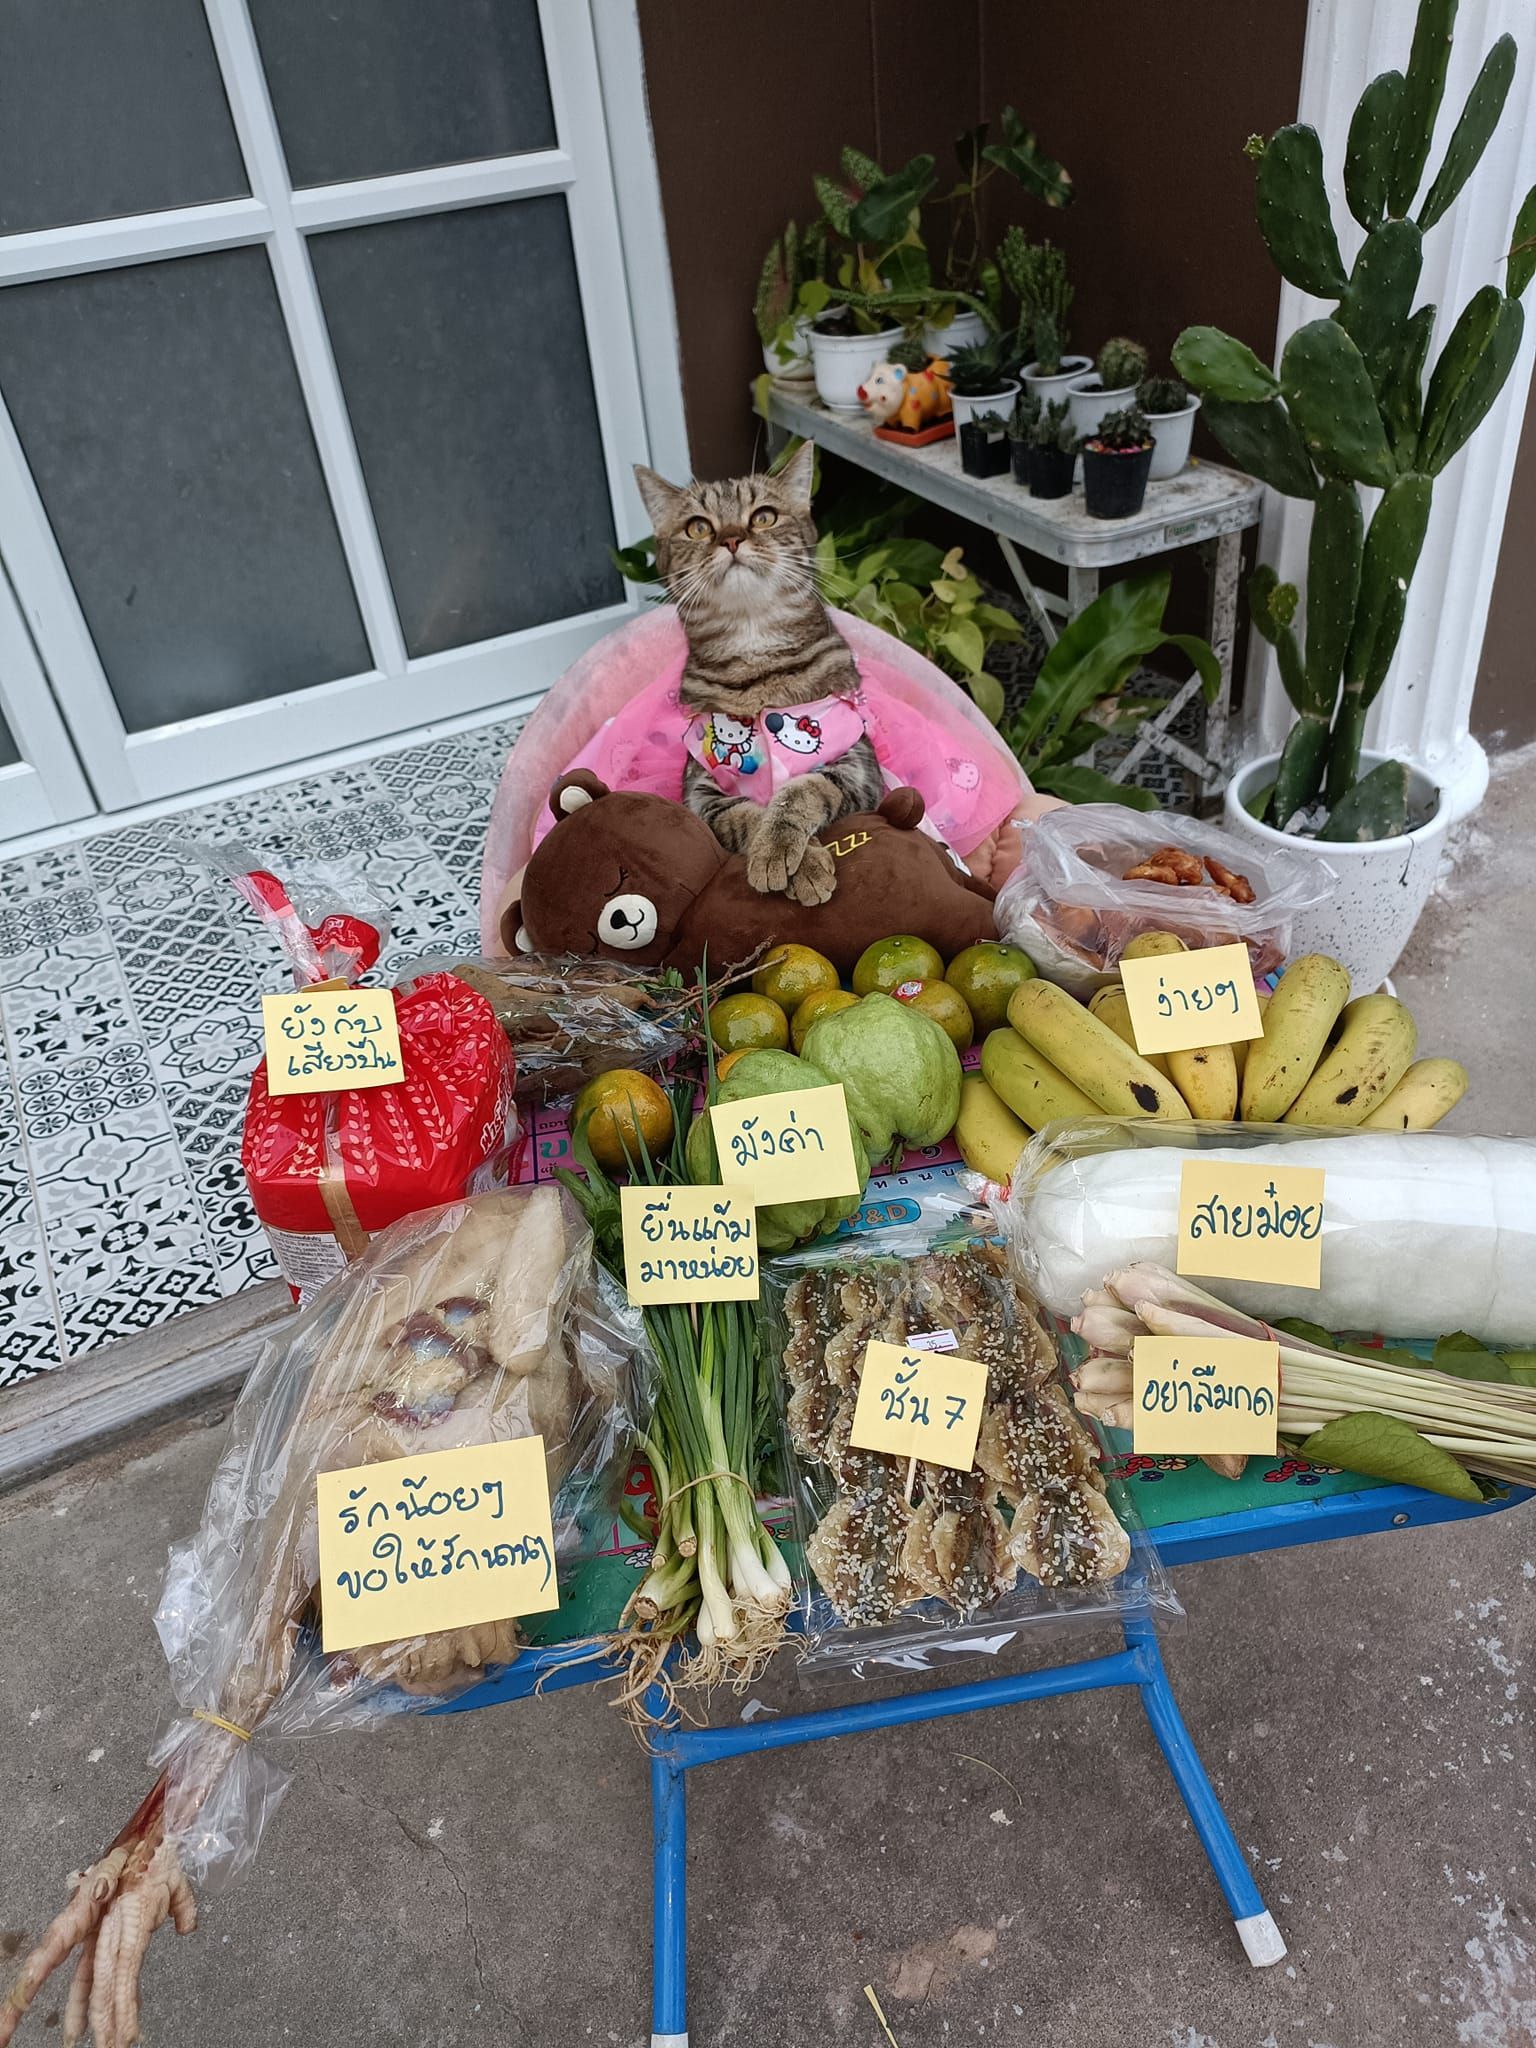 zzz
ง่ายๆ
ยังกับ
เสียงปืน
มังค่า
P&D
ยื่นแก้ม
มาหน่อย
สายม๋อย
35
ชั้น 7
อย่าลืมกด
รักน้อยๆ
ขอให้รักนานๆ